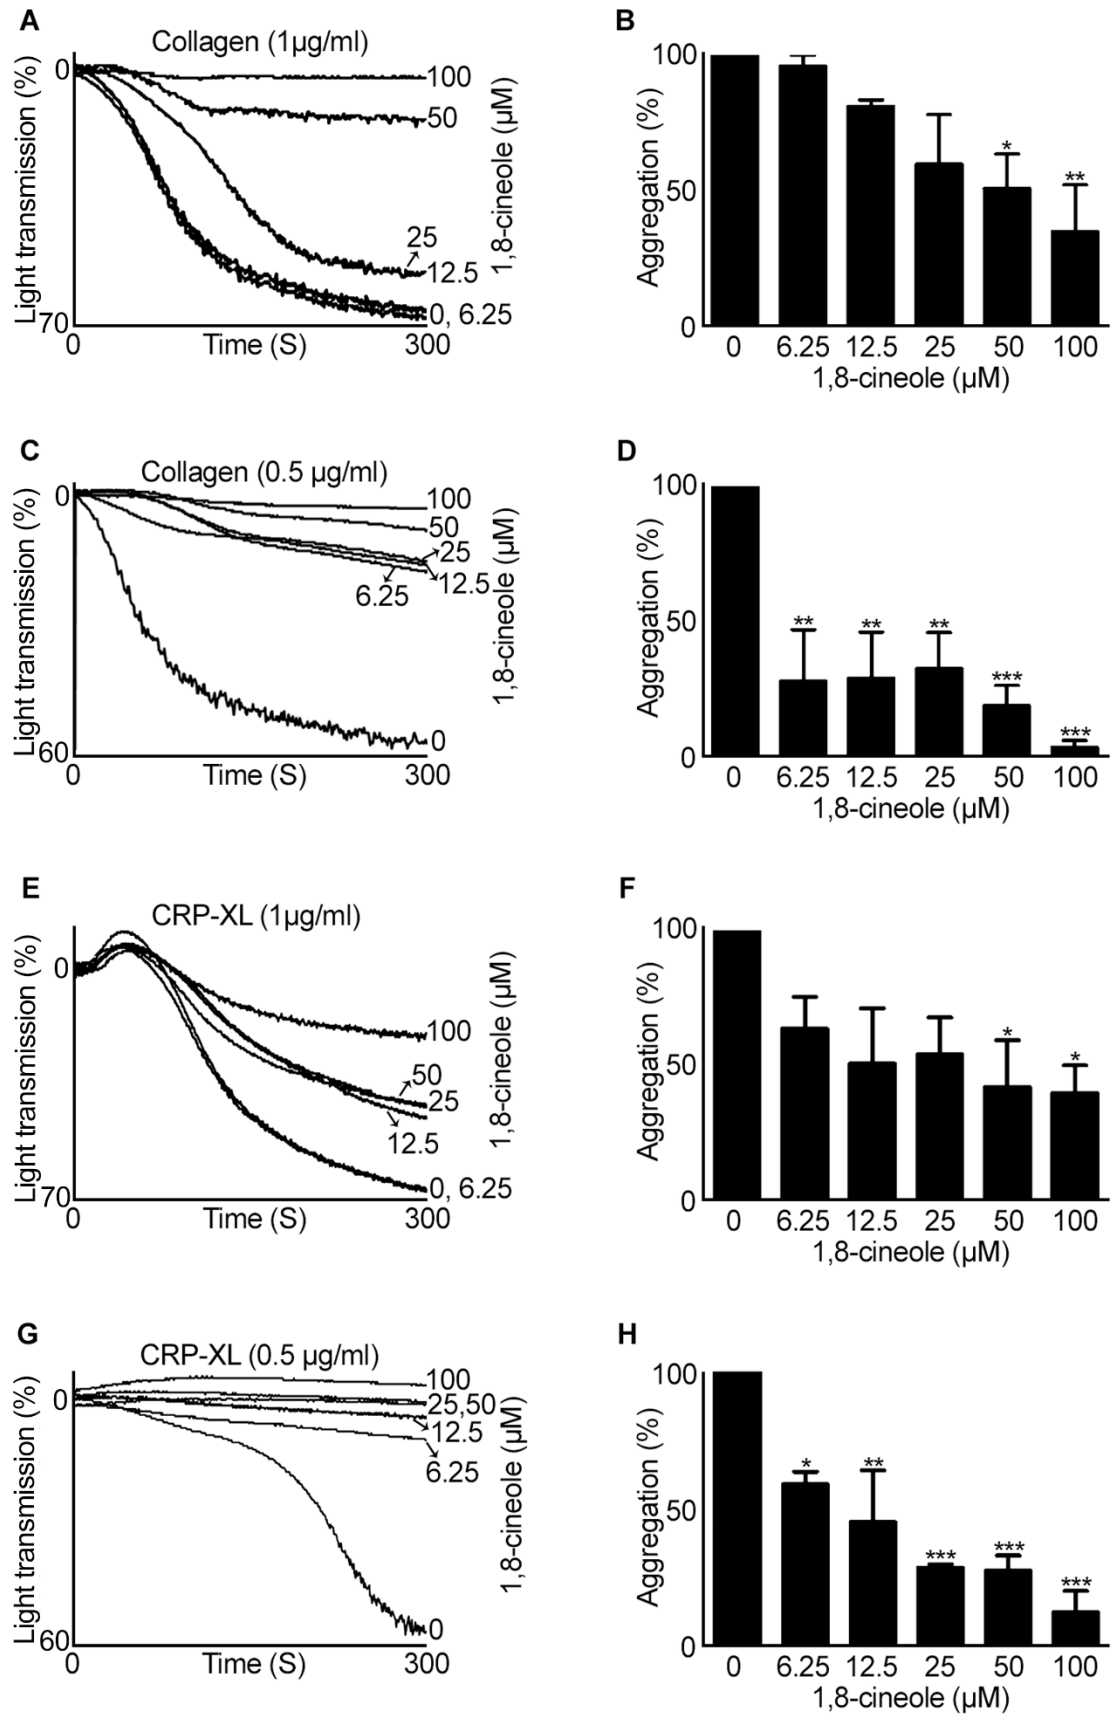 A
Collagen (1µg/ml)
Light transmission (%)
0
70
100
50
25
12.5
0, 6.25
1,8-cineole (µM)
0
Time (S)
300
B
Aggregation (%)
100
50
0
*
**
0 6.25 12.5 25 50 100
1,8-cineole (µM)
C
Collagen (0.5 µg/ml)
Light transmission (%)
0
60
100
50
25
12.5
6.25
0
1,8-cineole (µM)
0
Time (S)
300
D
Aggregation (%)
100
50
0
** ** ** *** ***
0 6.25 12.5 25 50 100
1,8-cineole (µM)
E
CRP-XL (1µg/ml)
Light transmission (%)
0
70
100
50
25
12.5
0, 6.25
1,8-cineole (µM)
0
Time (S)
300
F
Aggregation (%)
100
50
0
* *
0 6.25 12.5 25 50 100
1,8-cineole (µM)
G
CRP-XL (0.5 µg/ml)
Light transmission (%)
0
60
100
25,50
12.5
6.25
0
1,8-cineole (µM)
0
Time (S)
300
H
Aggregation (%)
100
50
0
* ** *** *** ***
0 6.25 12.5 25 50 100
1,8-cineole (µM)